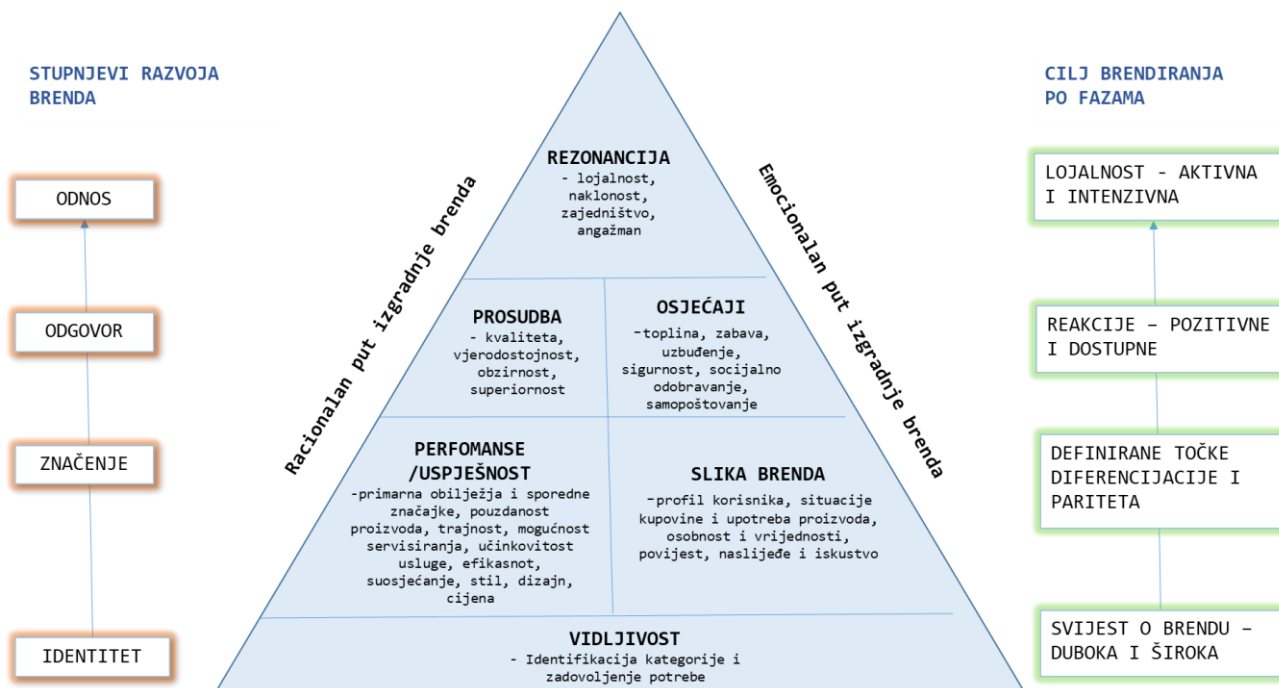 STUPNJEVI RAZVOJA
BRENDA
ODNOS
ODGOVOR
ZNAČENJE
IDENTITET
Racionalan put izgradnje brenda
REZONANCIJA
- lojalnost,
naklonost,
zajedništvo,
angažman
PROSUDBA
- kvaliteta,
vjerodostojnost,
obzirnost,
superiornost
OSJEĆAJI
-toplina, zabava,
uzbuđenje,
sigurnost, socijalno
odobravanje,
samopoštovanje
PERFOMANSE
/USPJEŠNOST
-primarna obilježja i sporedne
značajke, pouzdanost
proizvoda, trajnost, mogućnost
servisiranja, učinkovitost
usluge, efikasnot,
suosjećanje, stil, dizajn,
cijena
SLIKA BRENDA
-profil korisnika, situacije
kupovine i upotreba proizvoda,
osobnost i vrijednosti,
povijest, naslijeđe i iskustvo
VIDLJIVOST
- Identifikacija kategorije i
zadovoljenje potrebe
Emocionalan put izgradnje brenda
CILJ BRENDIRANJA
PO FAZAMA
LOJALNOST - AKTIVNA
I INTENZIVNA
REAKCIJE – POZITIVNE
I DOSTUPNE
DEFINIRANE TOČKE
DIFERENCIJACIJE I
PARITETA
SVIJEST O BRENDU –
DUBOKA I ŠIROKA